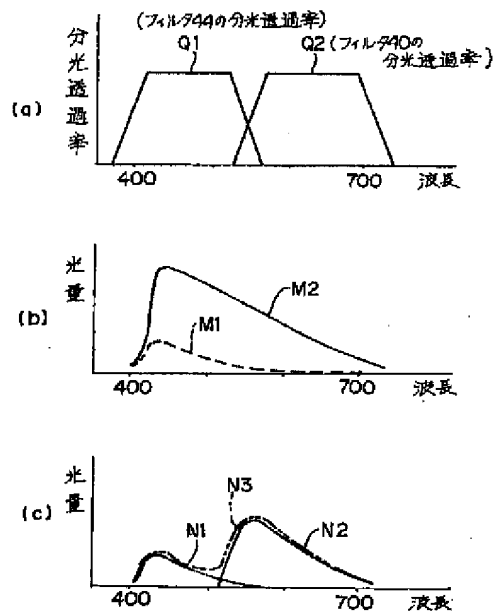 (フィルタ44の分光透過率)
Q1
Q2(フィルタ40の
分光透過率)
(a)
分光透過率
400
700
波長
(b)
光量
M2
M1
400
700
波長
(c)
光量
N3
N1
N2
400
700
波長